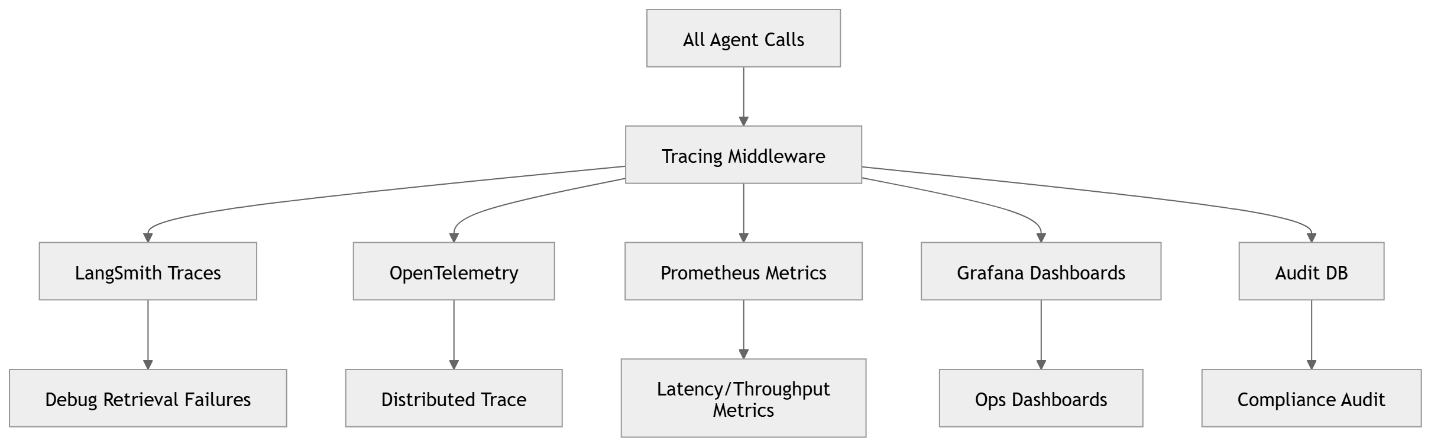 All Agent Calls
Tracing Middleware
LangSmith Traces
OpenTelemetry
Prometheus Metrics
Grafana Dashboards
Audit DB
Debug Retrieval Failures
Distributed Trace
Latency/Throughput
Metrics
Ops Dashboards
Compliance Audit